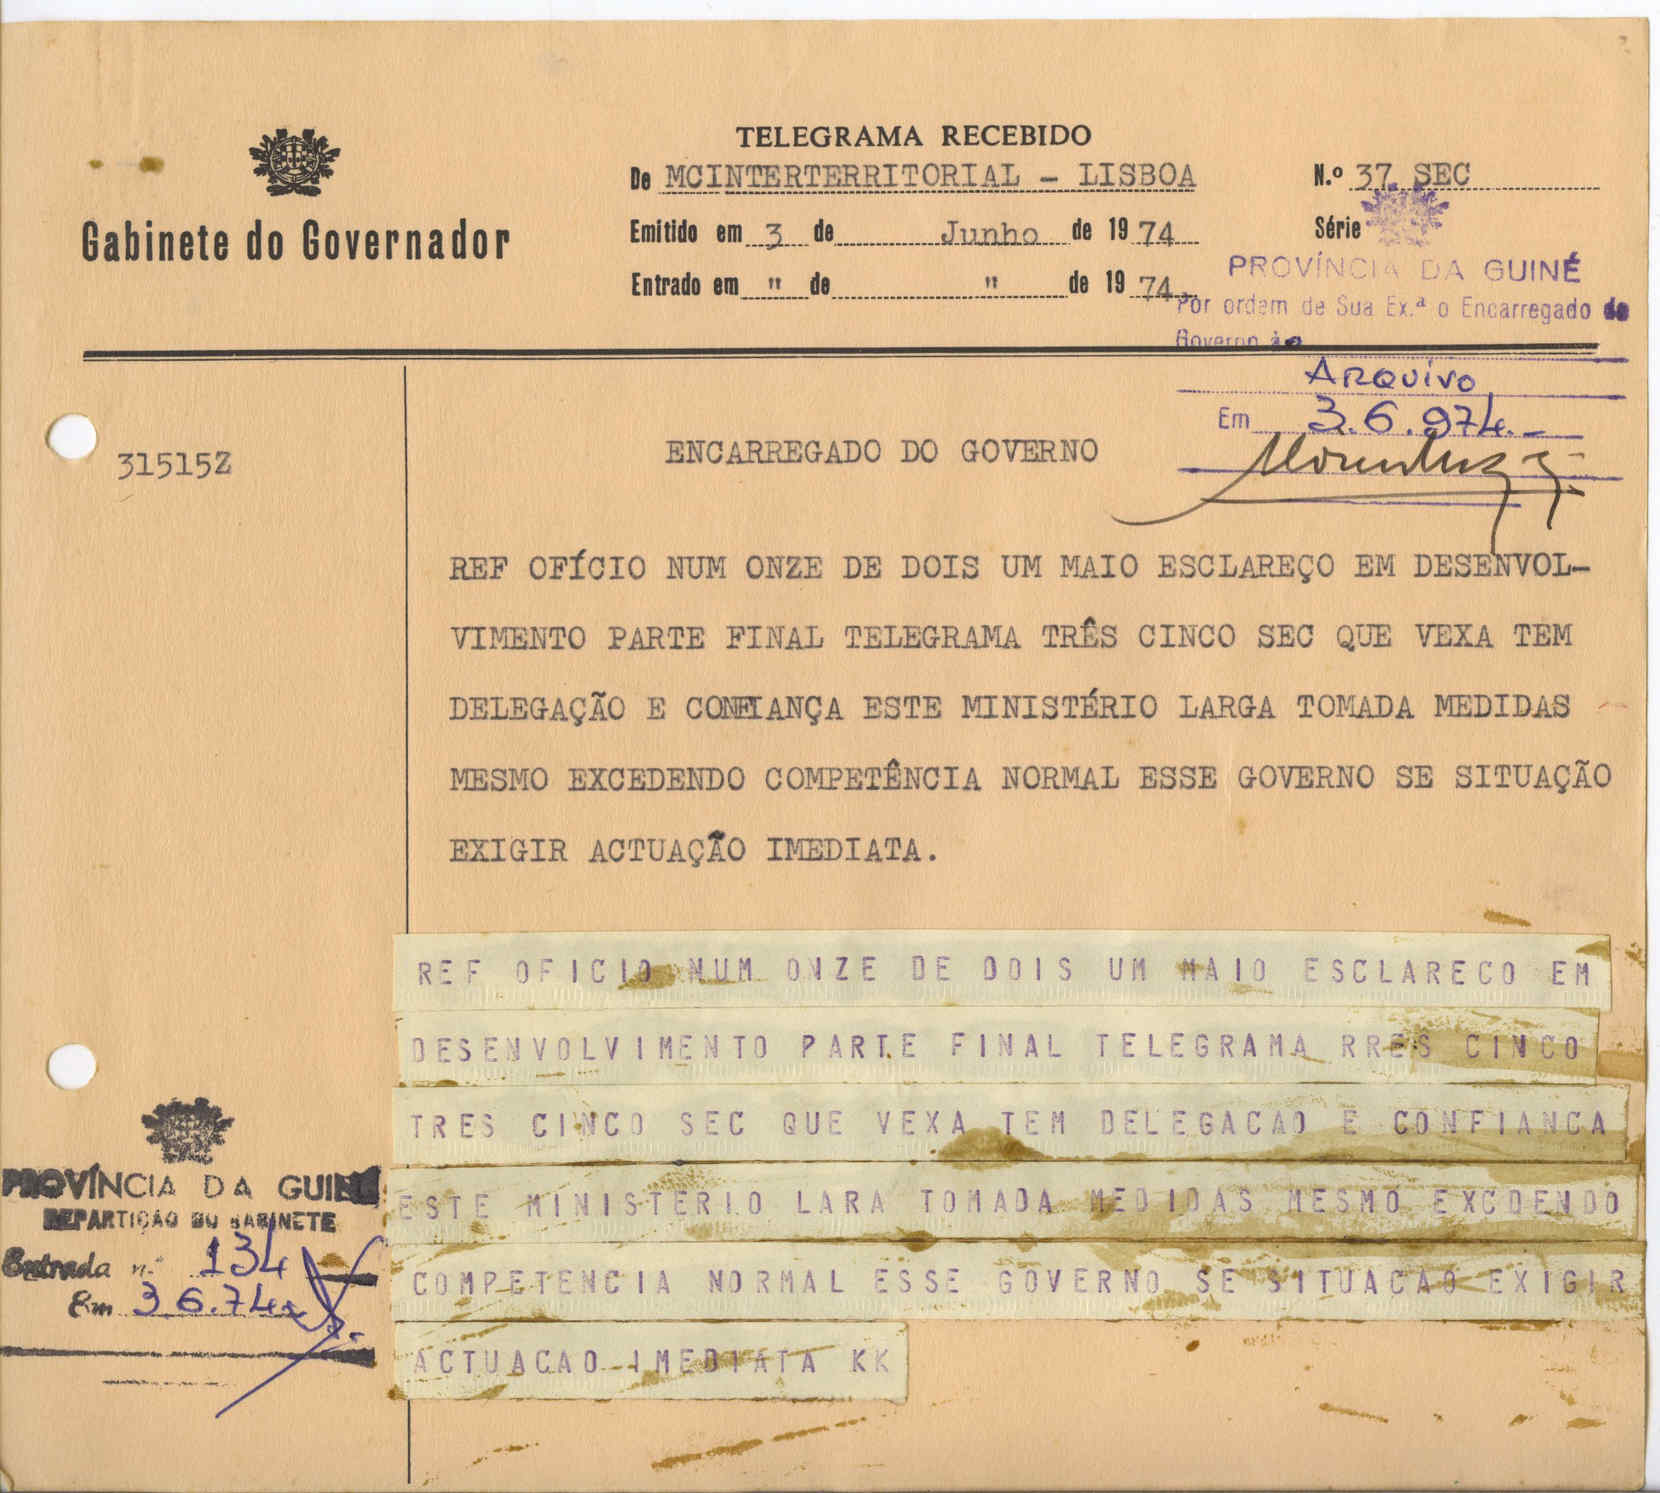 TELEGRAMA RECEBIDO
Gabinete do Governador
De MCINTERTERRITORIAL - LISBOA
Emitido em 3 de Junho de 1974
Entrado em " de " de 1974
N.º 37 SEC
Série
PROVÍNCIA DA GUINÉ
Por ordem de Sua Ex.ª o Encarregado do
Governo à
Arquivo
Em 3.6.974.-
31515Z
ENCARREGADO DO GOVERNO
REF OFÍCIO NUM ONZE DE DOIS UM MAIO ESCLAREÇO EM DESENVOL-
VIMENTO PARTE FINAL TELEGRAMA TRÊS CINCO SEC QUE VEXA TEM
DELEGAÇÃO E CONFIANÇA ESTE MINISTÉRIO LARGA TOMADA MEDIDAS
MESMO EXCEDENDO COMPETÊNCIA NORMAL ESSE GOVERNO SE SITUAÇÃO
EXIGIR ACTUAÇÃO IMEDIATA.
REF OFICIO NUM ONZE DE DOIS UM MAIO ESCLARECO EM
DESENVOLVIMENTO PARTE FINAL TELEGRAMA RRES CINCO
TRES CINCO SEC QUE VEXA TEM DELEGACAO E CONFIANCA
ESTE MINISTERIO LARA TOMADA MEDIDAS MESMO EXCDENDO
COMPETENCIA NORMAL ESSE GOVERNO SE SITUACAO EXIGIR
ACTUACAO IMEDIATA KK
PROVÍNCIA DA GUINÉ
REPARTIÇÃO DO GABINETE
Entrada n.º 134
Em 3.6.74